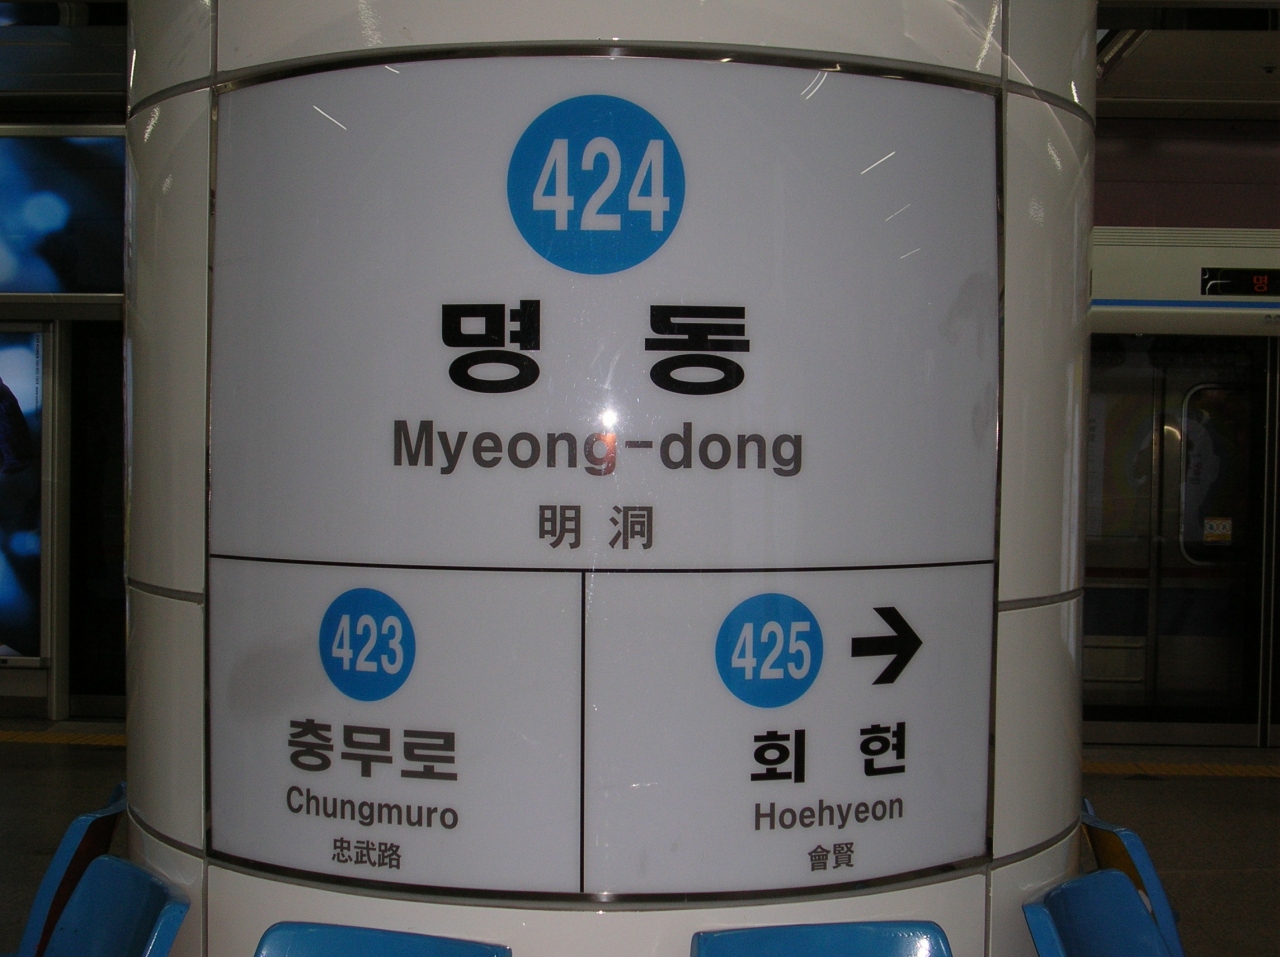 424
명 동
Myeong-dong
明 洞
423
충무로
Chungmuro
忠武路
425 →
회 현
Hoehyeon
會賢
명